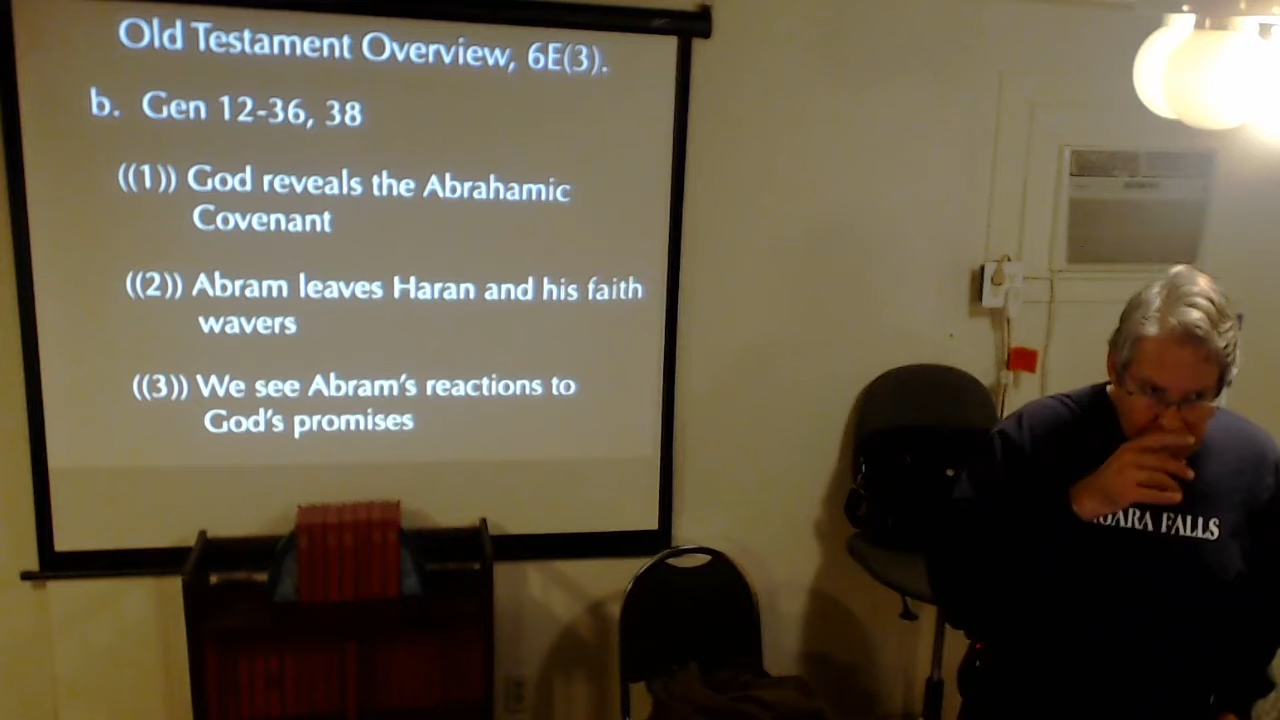 Old Testament Overview, 6E(3).
b. Gen 12-36, 38
((1)) God reveals the Abrahamic
Covenant
((2)) Abram leaves Haran and his faith
wavers
((3)) We see Abram's reactions to
God's promises
FALLS